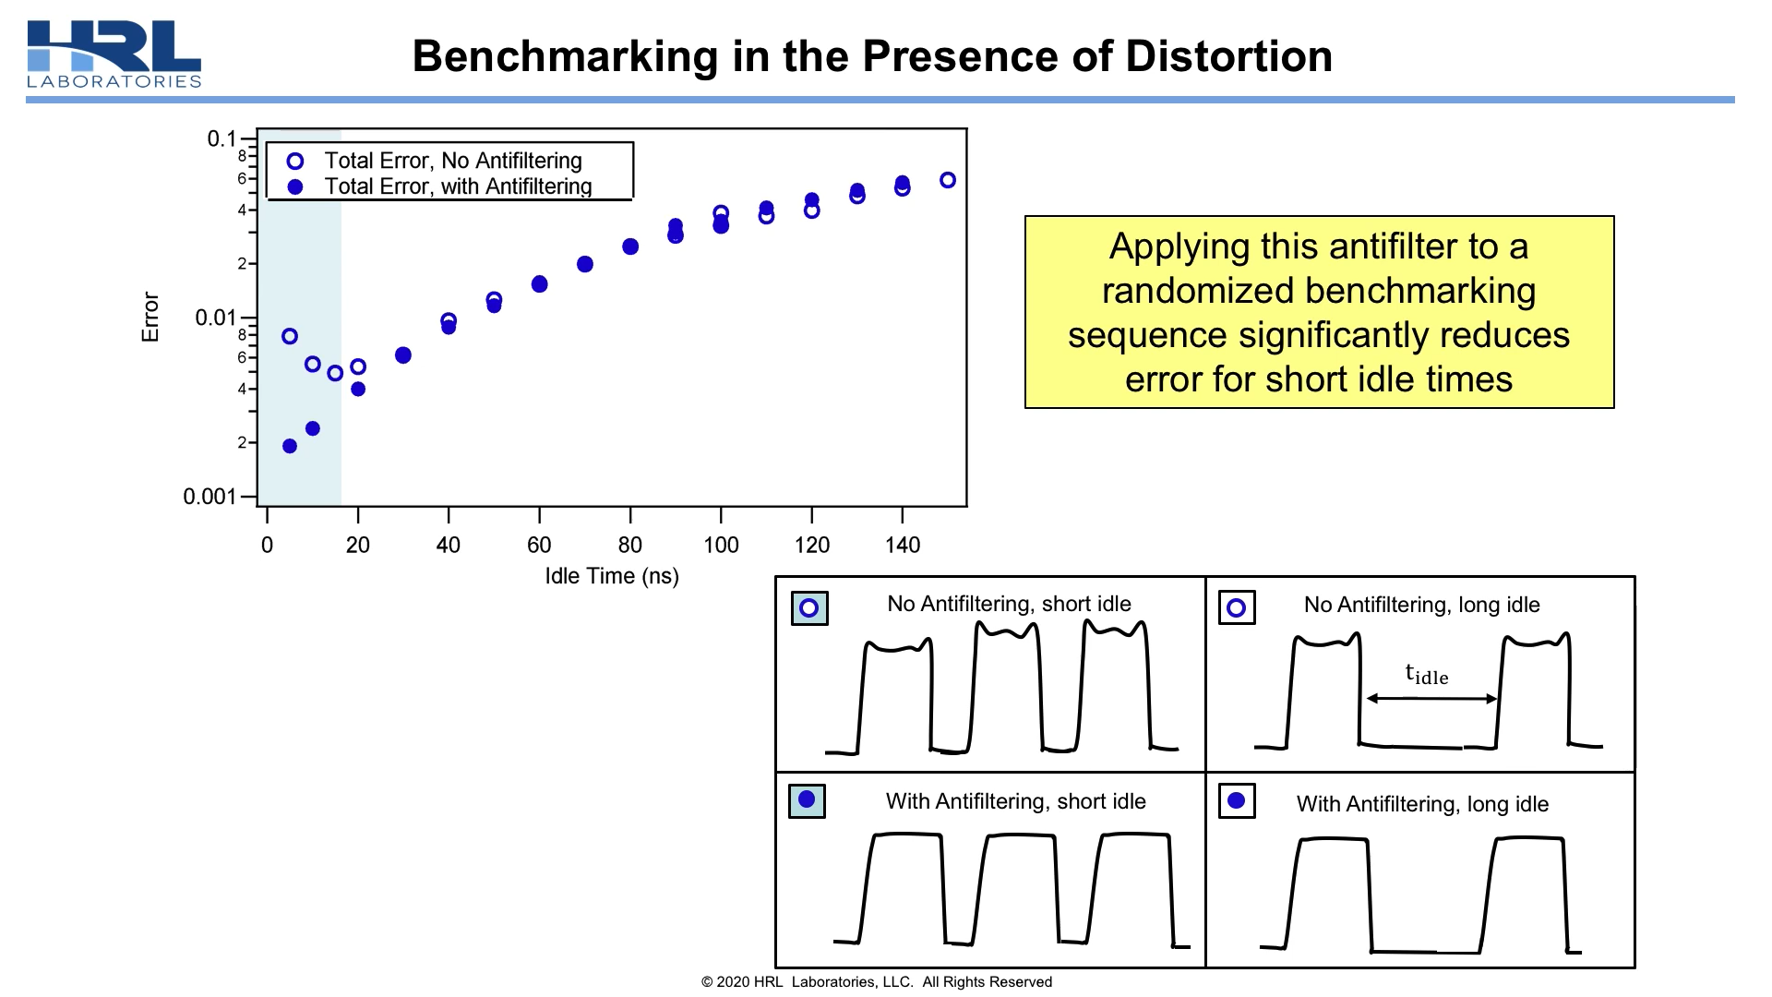 HRL
LABORATORIES
Benchmarking in the Presence of Distortion
0.1
8
6
4
2
0.01
8
6
4
2
0.001
Error
Total Error, No Antifiltering
Total Error, with Antifiltering
0 20 40 60 80 100 120 140
Idle Time (ns)
Applying this antifilter to a
randomized benchmarking
sequence significantly reduces
error for short idle times
No Antifiltering, short idle
No Antifiltering, long idle
t_idle
With Antifiltering, short idle
With Antifiltering, long idle
© 2020 HRL Laboratories, LLC. All Rights Reserved